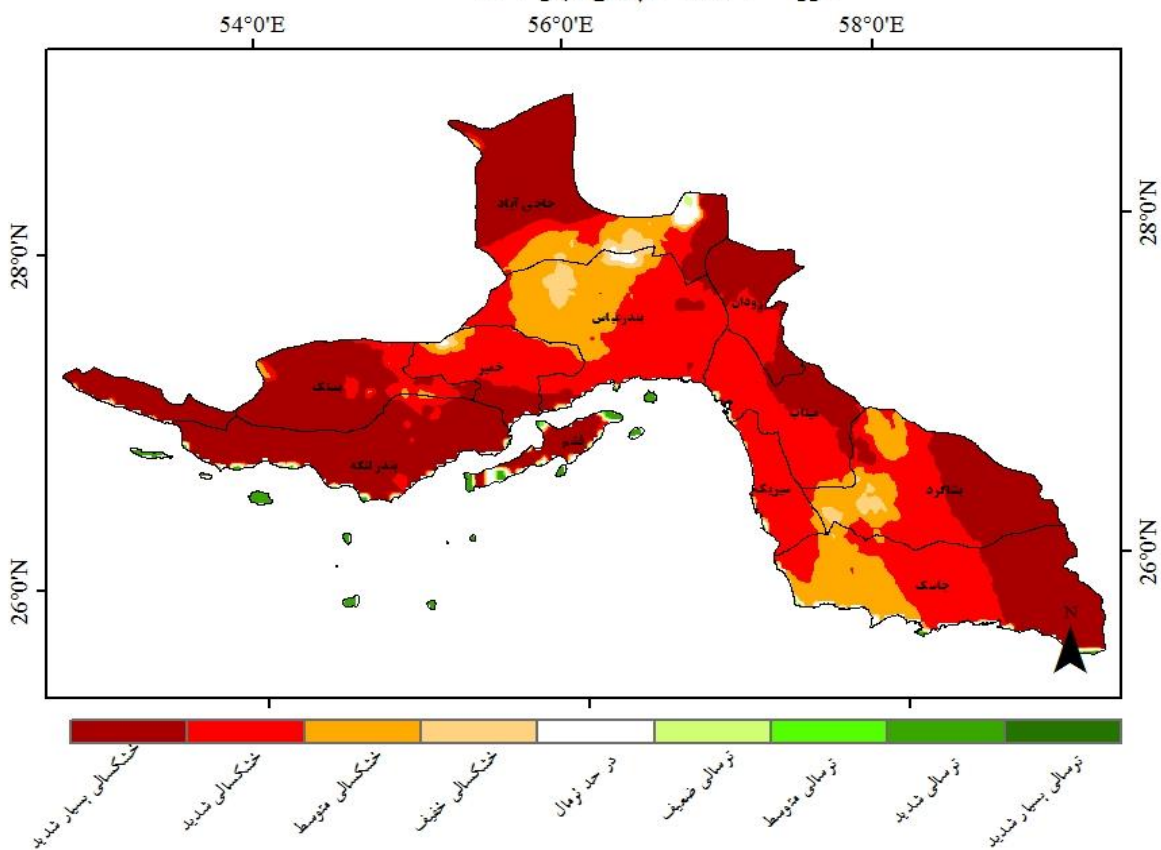 54°0'E 56°0'E 58°0'E
28°0'N
28°0'N
حاجی آباد
رودان
بندرعباس
خمیر
بستک
میناب
قشم
بندر لنگه
سیریک
بشاگرد
26°0'N
جاسک
26°0'N
N
خشکسالی بسیار شدید
خشکسالی شدید
خشکسالی متوسط
خشکسالی خفیف
در حد نرمال
ترسالی ضعیف
ترسالی متوسط
ترسالی شدید
ترسالی بسیار شدید